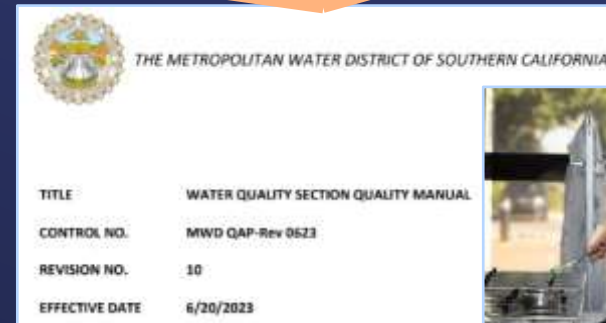 THE METROPOLITAN WATER DISTRICT OF SOUTHERN CALIFORNIA
TITLE WATER QUALITY SECTION QUALITY MANUAL
CONTROL NO. MWD QAP-Rev 0623
REVISION NO. 10
EFFECTIVE DATE 6/20/2023